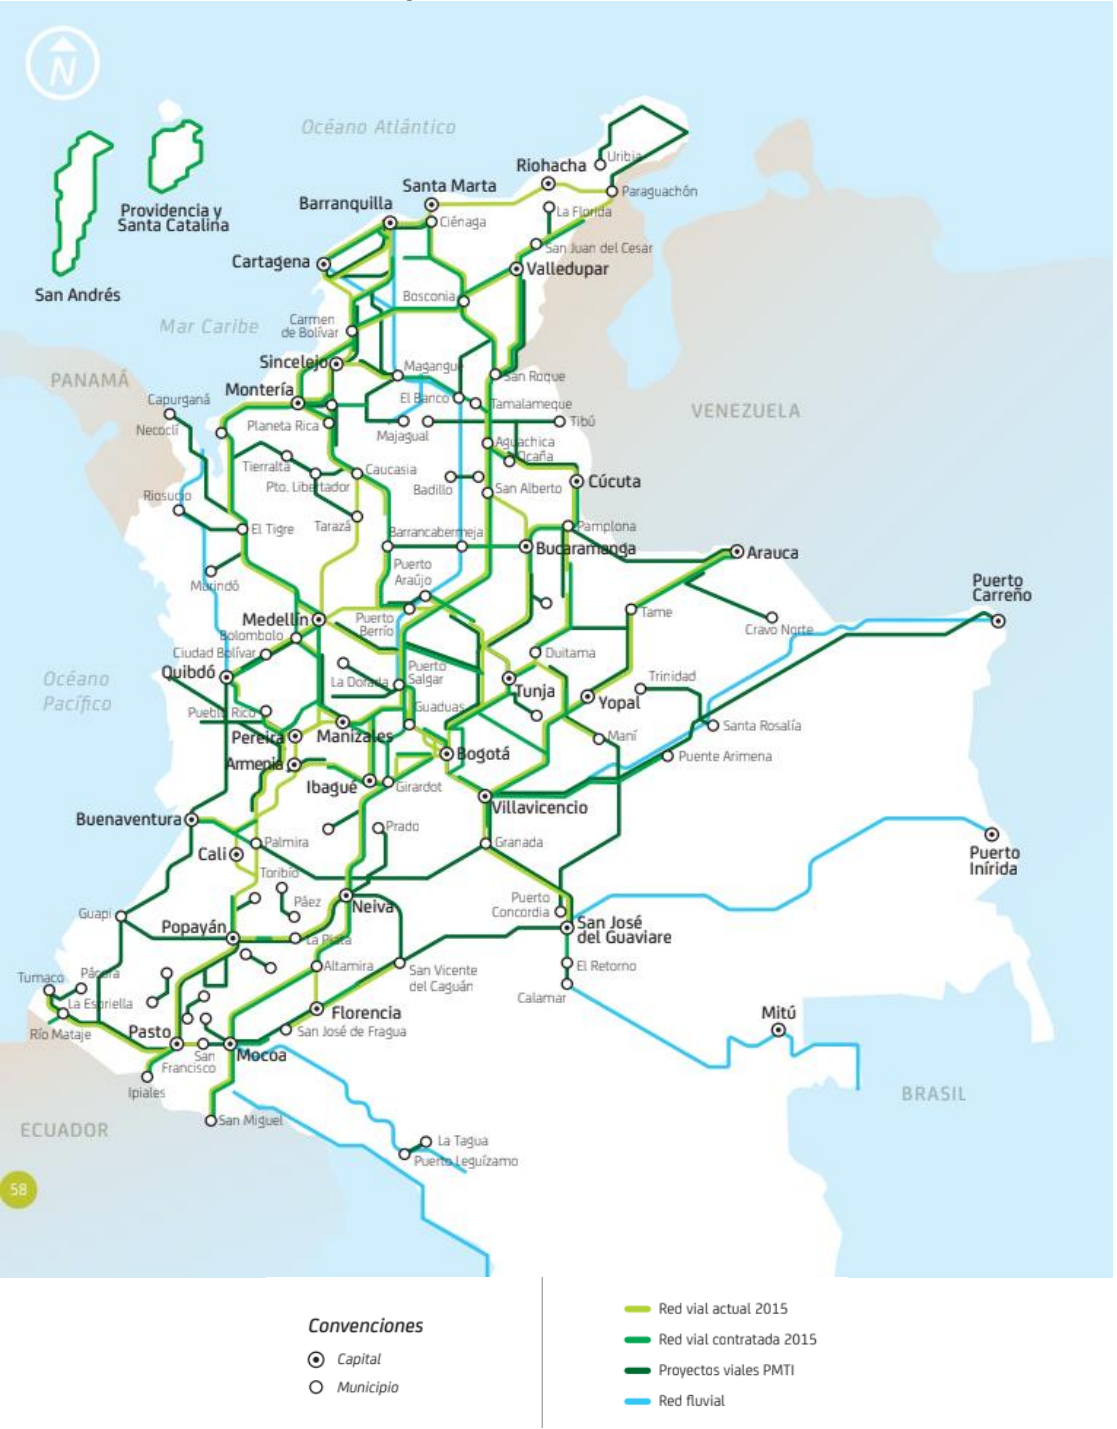 N
Océano Atlántico
Uribia
Riohacha
Paraguachón
Santa Marta
Barranquilla
La Florida
Ciénaga
Providencia y
Santa Catalina
San Juan del Cesar
Cartagena
Valledupar
San Andrés
Bosconia
Mar Caribe
Carmen
de Bolívar
Sincelejo
Magangué
PANAMÁ
San Roque
Montería
Capurganá
El Banco
Tamalameque
VENEZUELA
Necoclí
Planeta Rica
Majagual
Tibú
Aguachica
Ocaña
Tierralta
Caucasia
Pto. Libertador
Badillo
San Alberto
Cúcuta
Riosucio
El Tigre
Tarazá
Barrancabermeja
Pamplona
Bucaramanga
Arauca
Puerto
Araújo
Murindó
Puerto
Carreño
Medellín
Puerto
Berrío
Tame
Cravo Norte
Bolombolo
Ciudad Bolívar
Duitama
Quibdó
Océano
Pacífico
La Dorada
Puerto
Salgar
Trinidad
Tunja
Yopal
Pueblo Rico
Guaduas
Santa Rosalía
Pereira
Manizales
Maní
Armenia
Bogotá
Puente Arimena
Ibagué
Girardot
Villavicencio
Buenaventura
Prado
Cali
Palmira
Granada
Puerto
Inírida
Toribío
Páez
Neiva
Puerto
Concordia
Guapi
Popayán
La Plata
San José
del Guaviare
Altamira
San Vicente
del Caguán
El Retorno
Tumaco
Pácora
Calamar
La Espriella
Florencia
Mitú
Río Mataje
Pasto
San José de Fragua
San
Francisco
Mocoa
Ipiales
BRASIL
San Miguel
ECUADOR
La Tagua
Puerto Leguízamo
58
Convenciones
Capital
Municipio
Red vial actual 2015
Red vial contratada 2015
Proyectos viales PMTI
Red fluvial